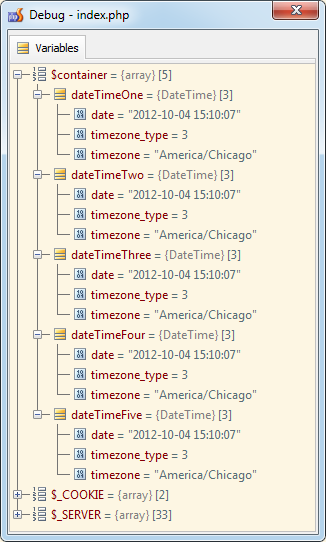 Debug - index.php
Variables
$container = {array} [5]
dateTimeOne = {DateTime} [3]
date = "2012-10-04 15:10:07"
timezone_type = 3
timezone = "America/Chicago"
dateTimeTwo = {DateTime} [3]
date = "2012-10-04 15:10:07"
timezone_type = 3
timezone = "America/Chicago"
dateTimeThree = {DateTime} [3]
date = "2012-10-04 15:10:07"
timezone_type = 3
timezone = "America/Chicago"
dateTimeFour = {DateTime} [3]
date = "2012-10-04 15:10:07"
timezone_type = 3
timezone = "America/Chicago"
dateTimeFive = {DateTime} [3]
date = "2012-10-04 15:10:07"
timezone_type = 3
timezone = "America/Chicago"
$_COOKIE = {array} [2]
$_SERVER = {array} [33]